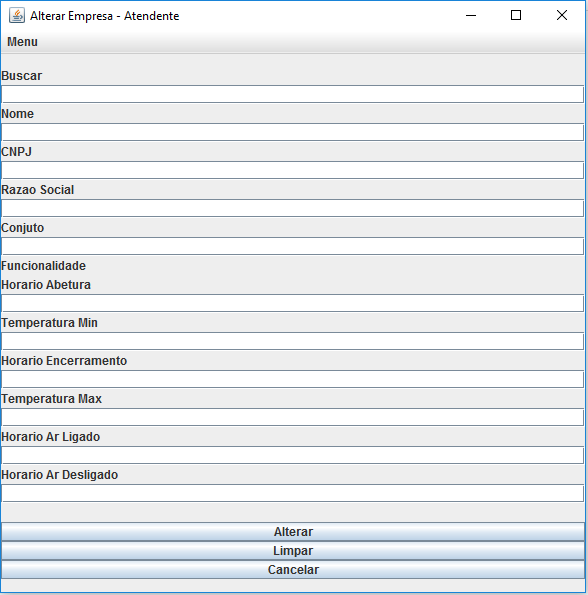 Alterar Empresa - Atendente
Menu
Buscar
Nome
CNPJ
Razao Social
Conjuto
Funcionalidade
Horario Abetura
Temperatura Min
Horario Encerramento
Temperatura Max
Horario Ar Ligado
Horario Ar Desligado
Alterar
Limpar
Cancelar